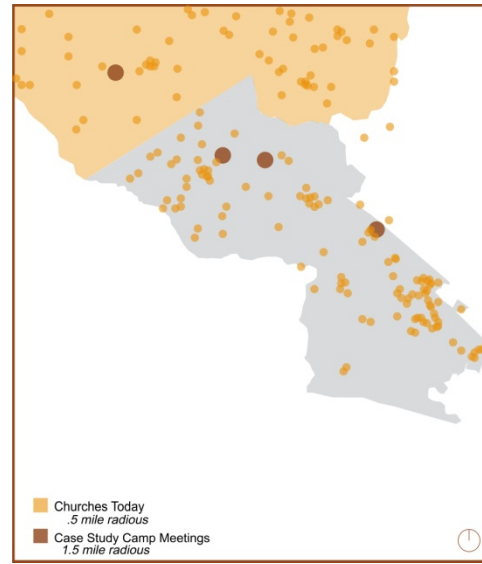 Churches Today
.5 mile radious
Case Study Camp Meetings
1.5 mile radious